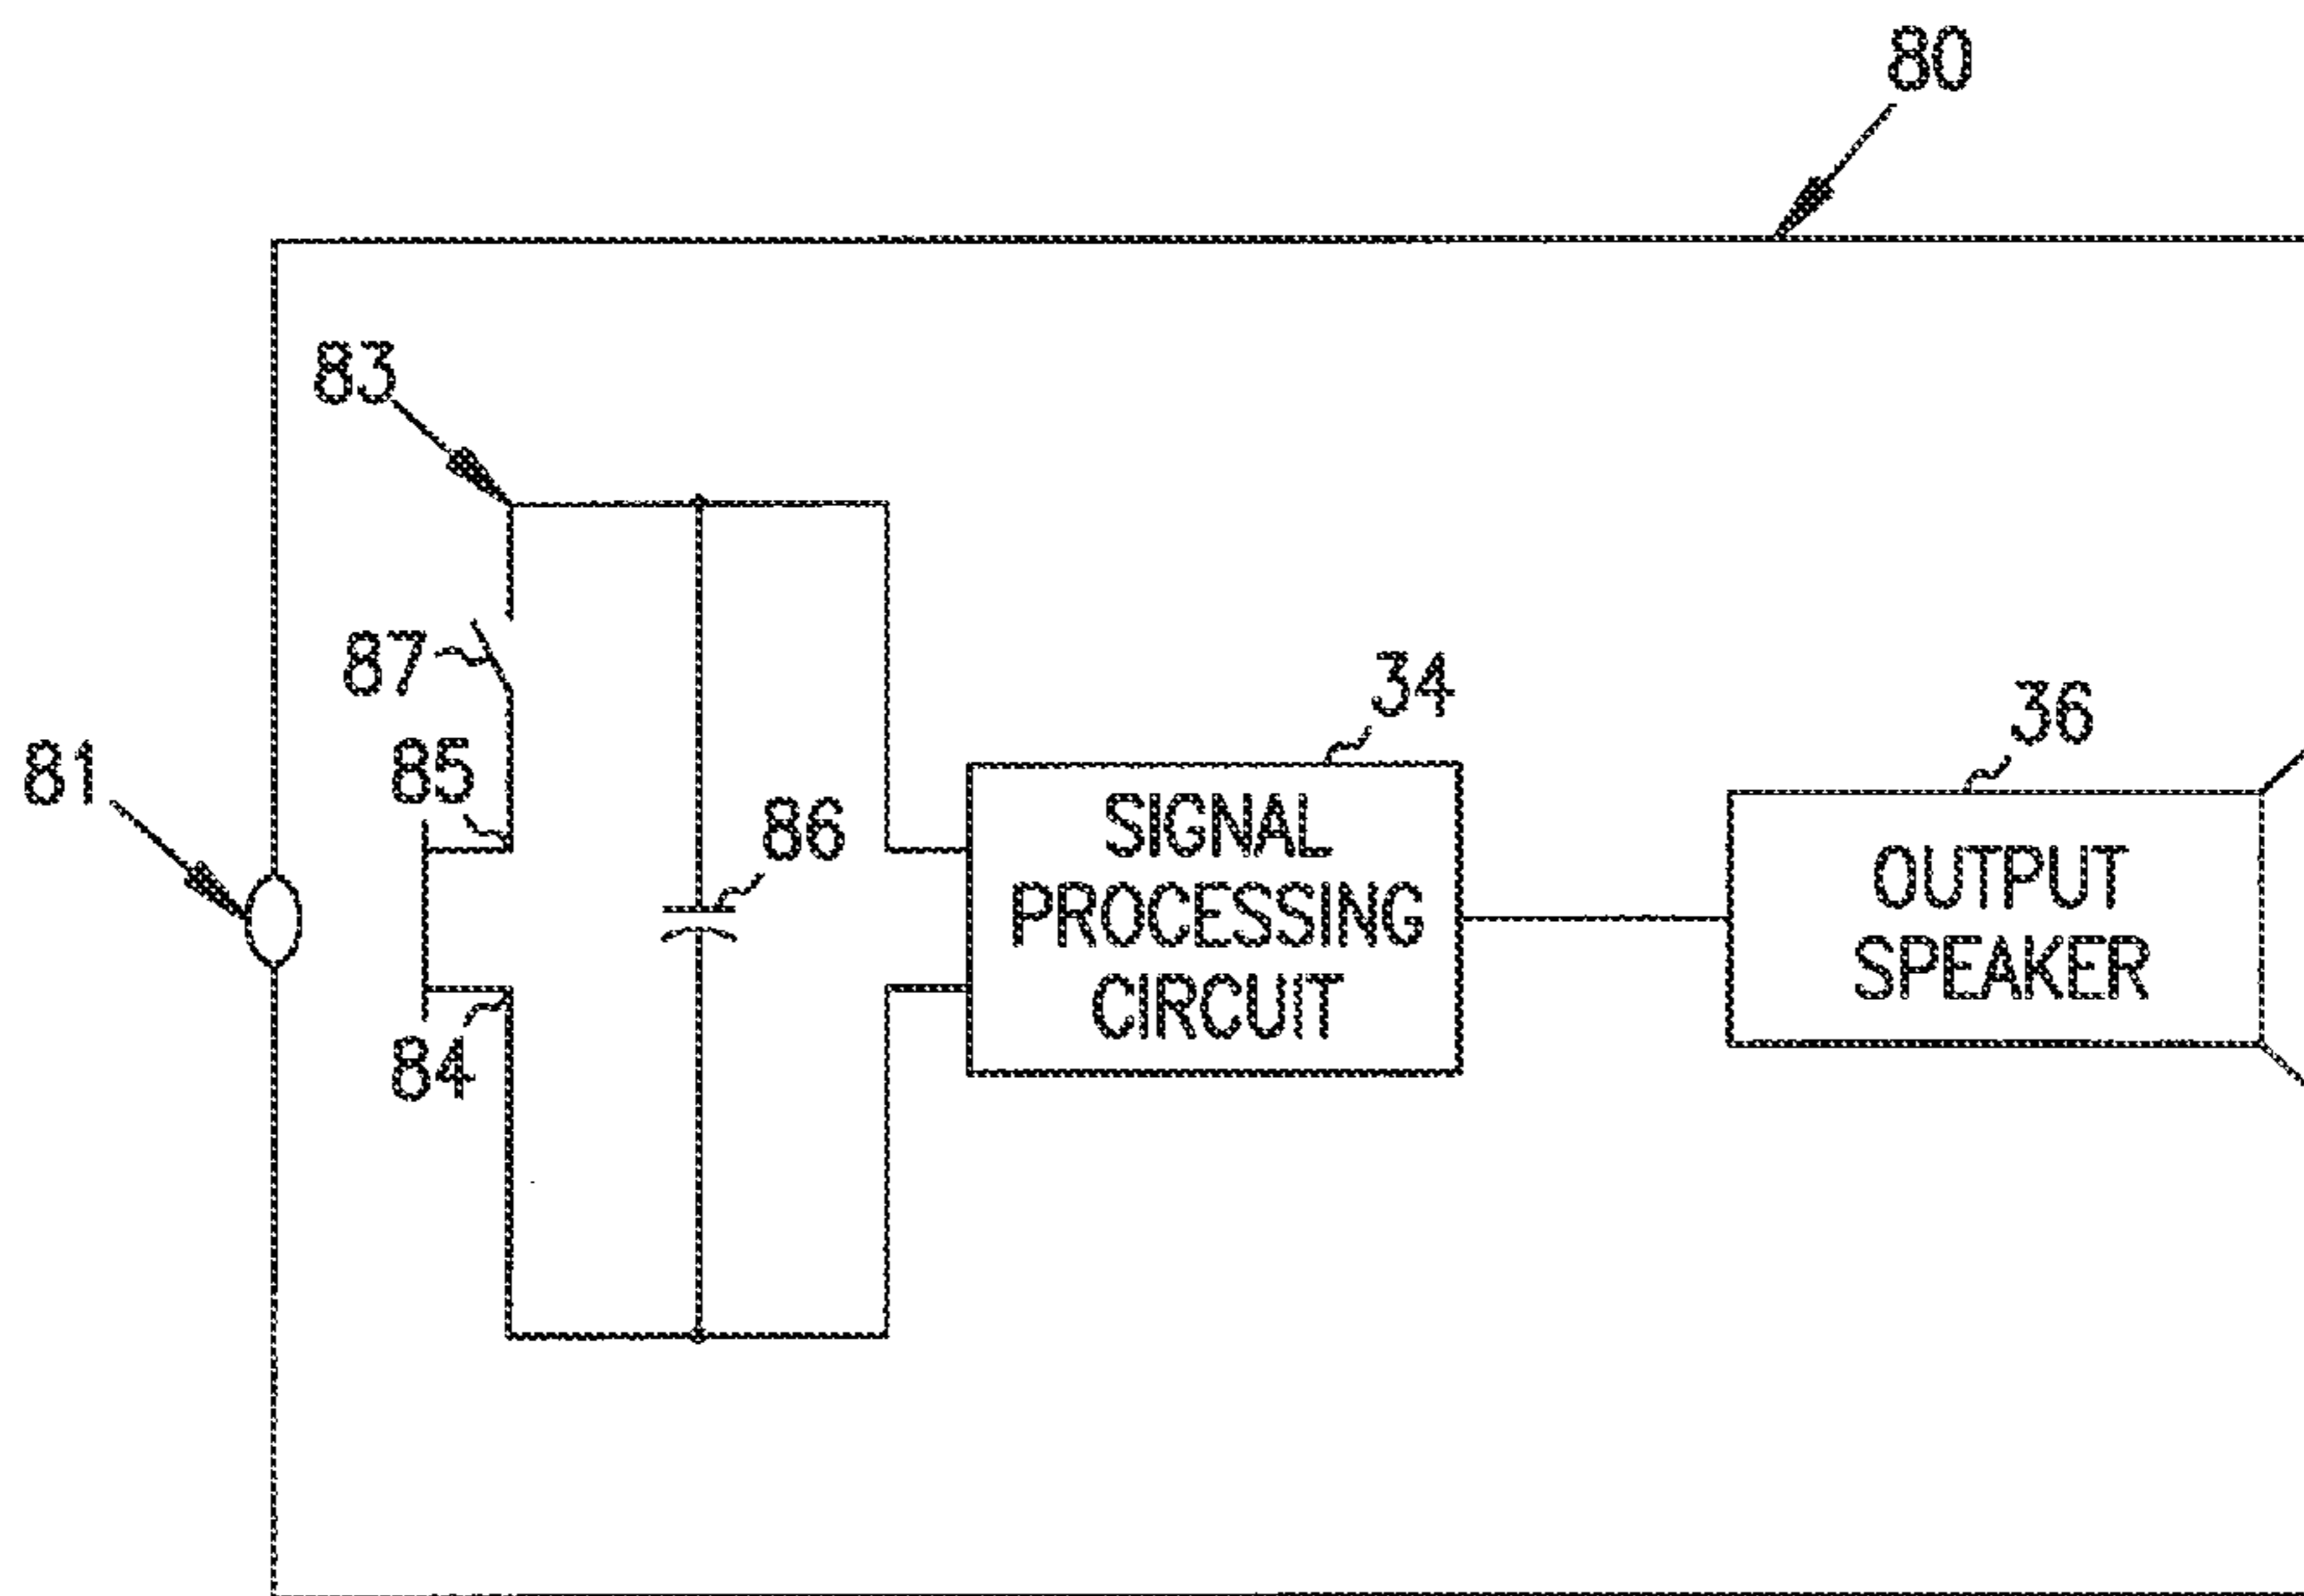 80
83
87
34
36
85
81
86
SIGNAL
PROCESSING
CIRCUIT
OUTPUT
SPEAKER
84